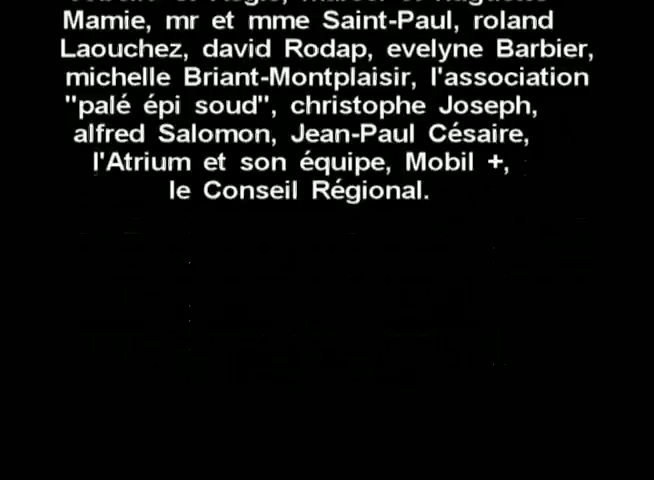 Mamie, mr et mme Saint-Paul, roland
Laouchez, david Rodap, evelyne Barbier,
michelle Briant-Montplaisir, l'association
"palé épi soud", christophe Joseph,
alfred Salomon, Jean-Paul Césaire,
l'Atrium et son équipe, Mobil +,
le Conseil Régional.